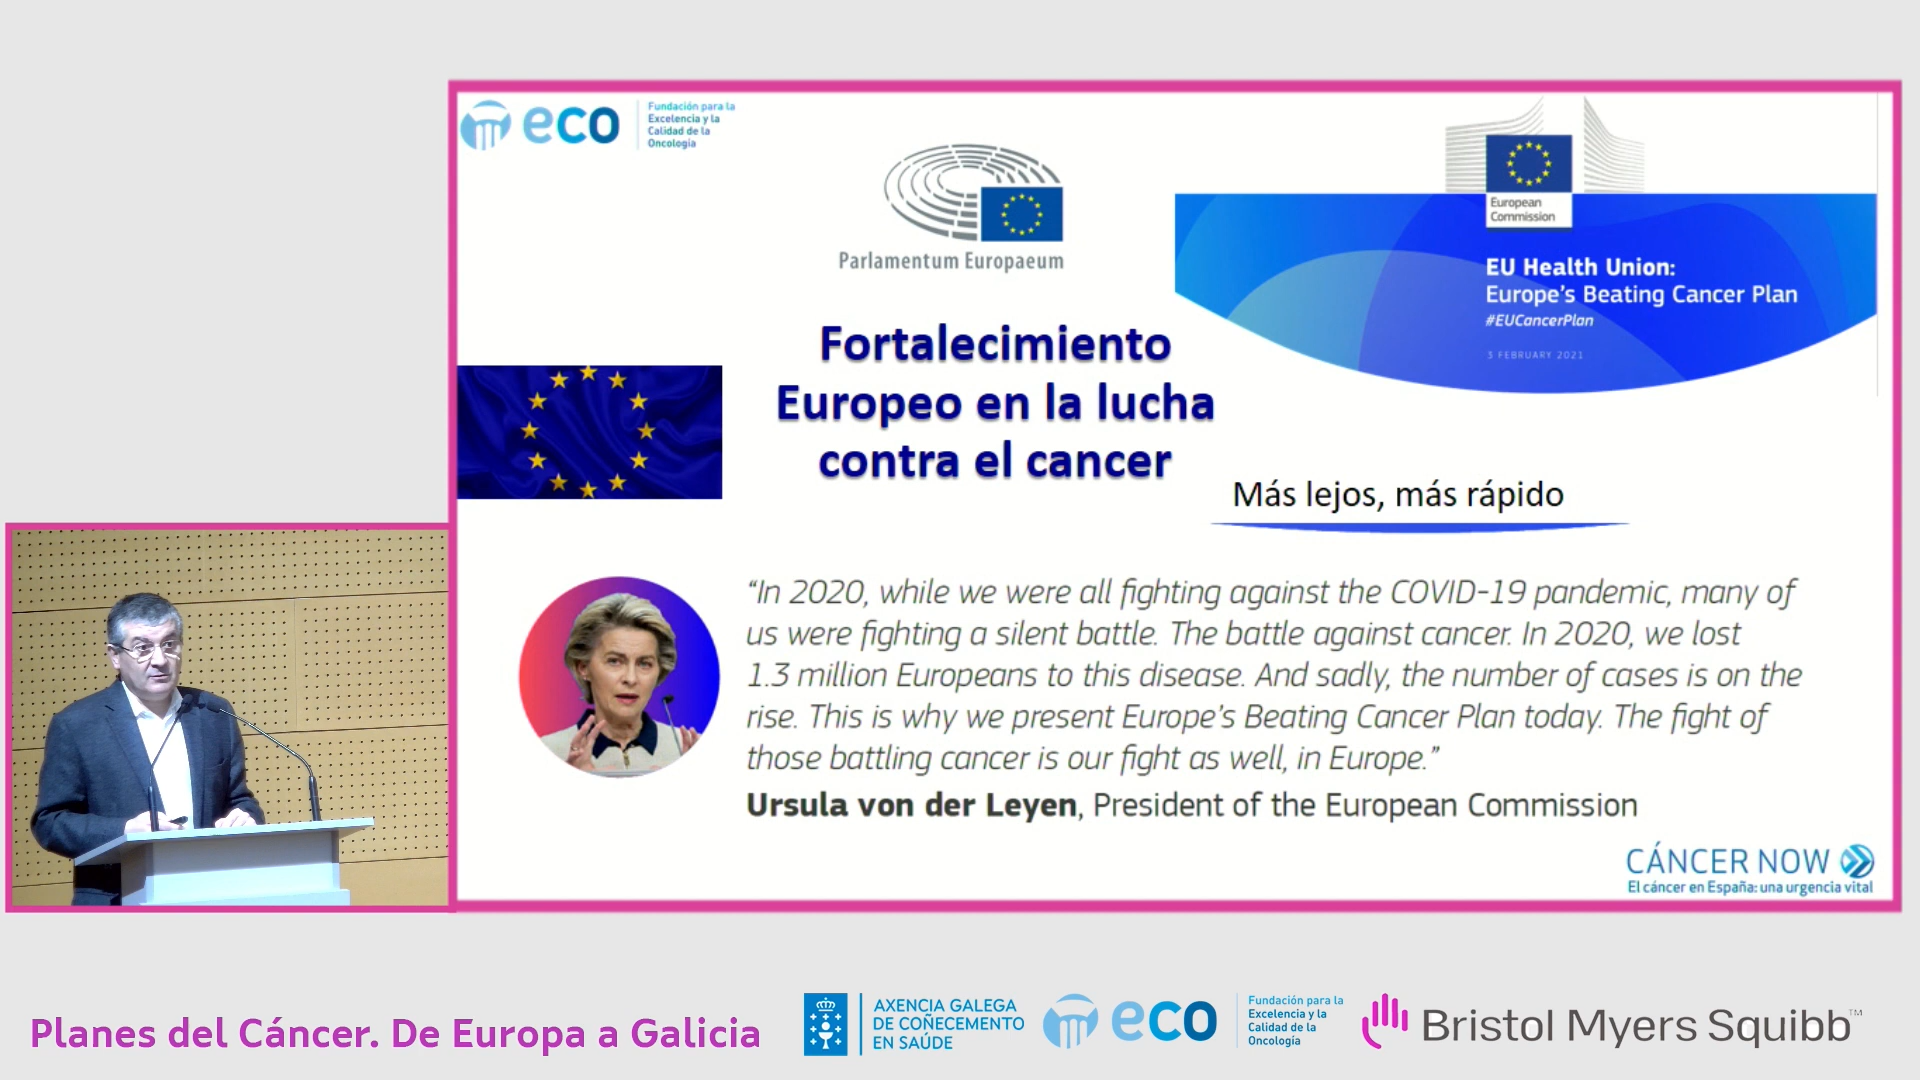 eco
Fundación para la
Excelencia y la
Calidad de la
Oncología
Parlamentum Europaeum
European
Commission
EU Health Union:
Europe's Beating Cancer Plan
#EUCancerPlan
3 FEBRUARY 2021
Fortalecimiento
Europeo en la lucha
contra el cancer
Más lejos, más rápido
“In 2020, while we were all fighting against the COVID-19 pandemic, many of
us were fighting a silent battle. The battle against cancer. In 2020, we lost
1.3 million Europeans to this disease. And sadly, the number of cases is on the
rise. This is why we present Europe's Beating Cancer Plan today. The fight of
those battling cancer is our fight as well, in Europe.”
Ursula von der Leyen, President of the European Commission
CÁNCER NOW
El cáncer en España: una urgencia vital
Planes del Cáncer. De Europa a Galicia
AXENCIA GALEGA
DE COÑECEMENTO
EN SAÚDE
eco
Fundación para la
Excelencia y la
Calidad de la
Oncología
Bristol Myers Squibb™